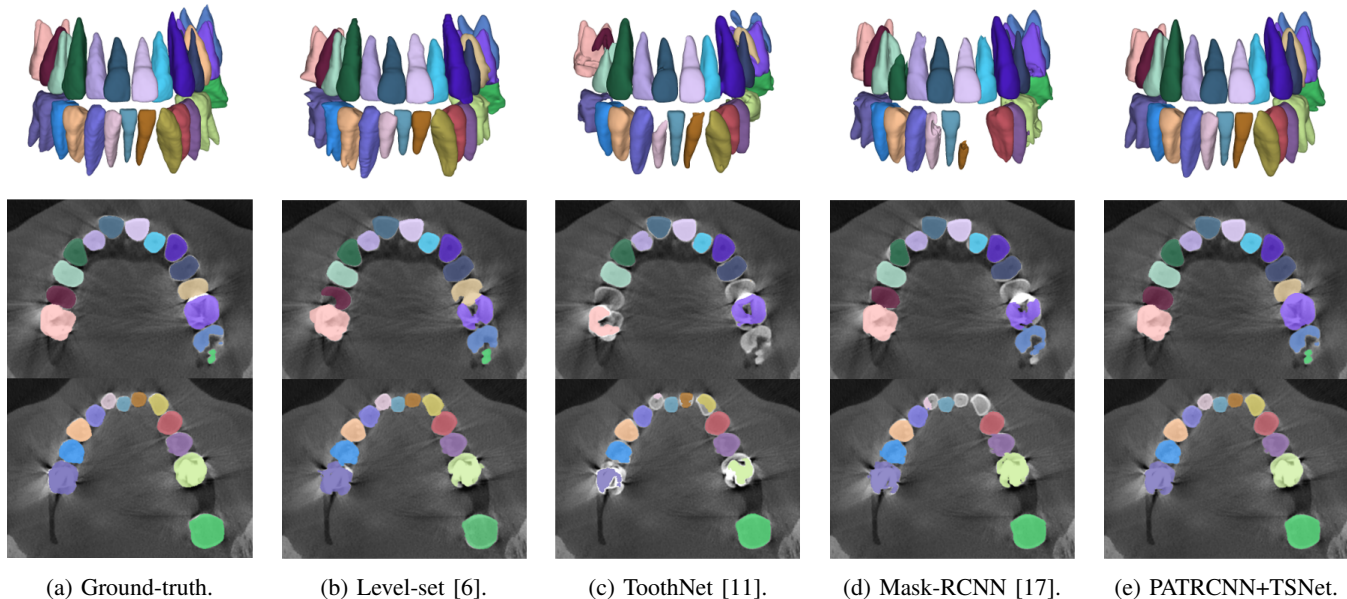 (a) Ground-truth.
(b) Level-set [6].
(c) ToothNet [11].
(d) Mask-RCNN [17].
(e) PATRCNN+TSNet.